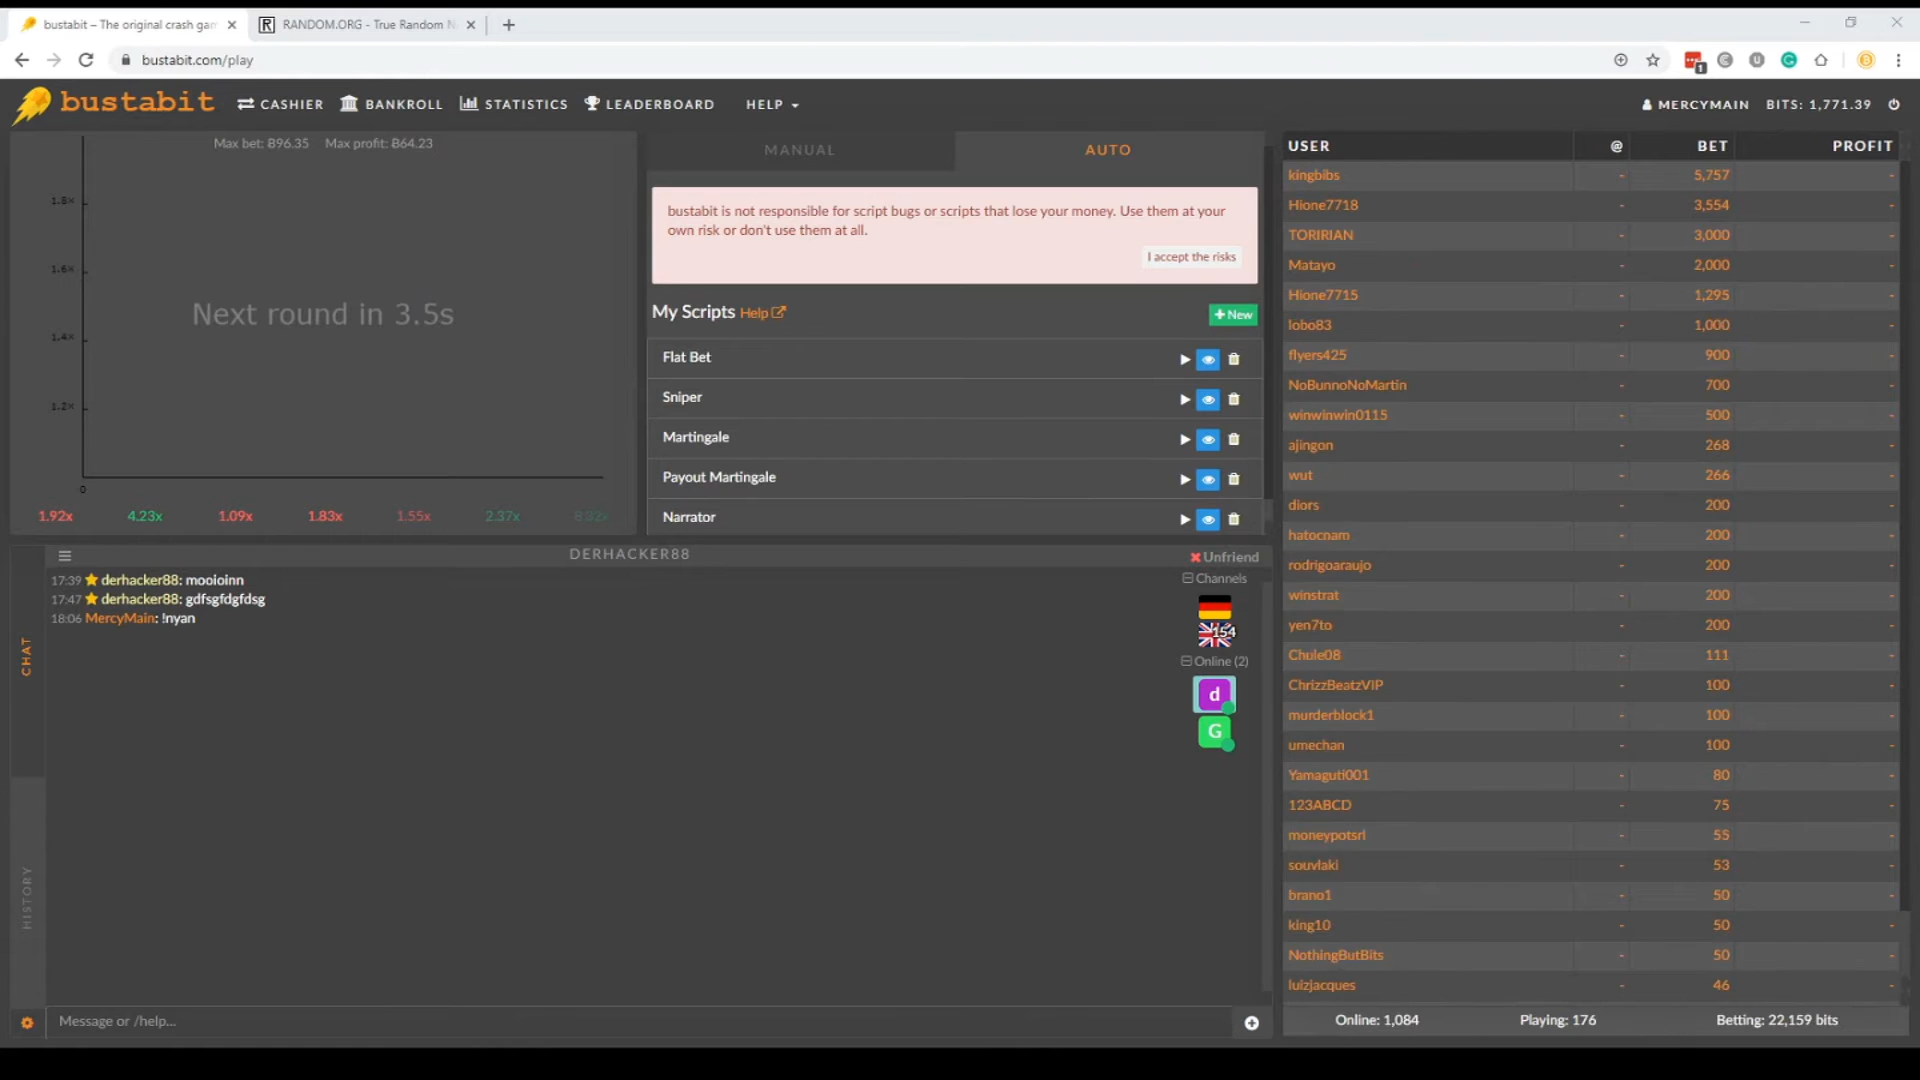 bustabit – The original crash gam
RANDOM.ORG - True Random N
bustabit.com/play
1
bustabit
CASHIER
BANKROLL
STATISTICS
LEADERBOARD
HELP
MERCYMAIN
BITS: 1,771.39
Max bet: Ƀ96.35 Max profit: Ƀ64.23
1.8×
1.6×
1.4×
1.2×
0
Next round in 3.5s
1.92x 4.23x 1.09x 1.83x 1.55x 2.37x
MANUAL
AUTO
bustabit is not responsible for script bugs or scripts that lose your money. Use them at your
own risk or don't use them at all.
I accept the risks
My Scripts Help
+ New
Flat Bet
Sniper
Martingale
Payout Martingale
Narrator
DERHACKER88
Unfriend
17:39 derhacker88: mooioinn
17:47 derhacker88: gdfsgfdgfdsg
18:06 MercyMain: !nyan
Channels
154
Online (2)
d
G
CHAT
HISTORY
Message or /help...
USER @ BET PROFIT
kingbibs - 5,757 -
Hione7718 - 3,554 -
TORIRIAN - 3,000 -
Matayo - 2,000 -
Hione7715 - 1,295 -
lobo83 - 1,000 -
flyers425 - 900 -
NoBunnoNoMartin - 700 -
winwinwin0115 - 500 -
ajingon - 268 -
wut - 266 -
diors - 200 -
hatocnam - 200 -
rodrigoaraujo - 200 -
winstrat - 200 -
yen7to - 200 -
Chule08 - 111 -
ChrizzBeatzVIP - 100 -
murderblock1 - 100 -
umechan - 100 -
Yamaguti001 - 80 -
123ABCD - 75 -
moneypotsrl - 55 -
souvlaki - 53 -
brano1 - 50 -
king10 - 50 -
NothingButBits - 50 -
luizjacques - 46 -
Online: 1,084 Playing: 176 Betting: 22,159 bits